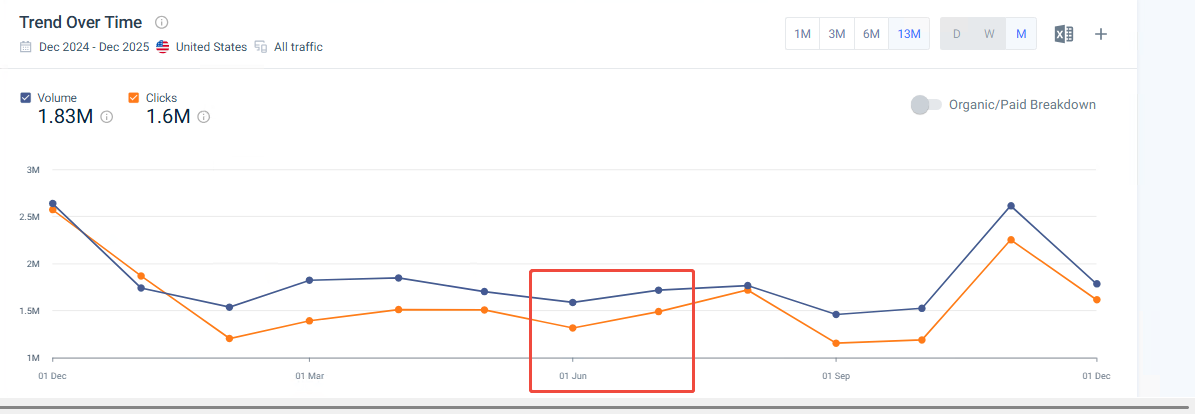 Trend Over Time
Dec 2024 - Dec 2025 United States All traffic
1M 3M 6M 13M D W M
Volume Clicks
1.83M 1.6M
Organic/Paid Breakdown
3M
2.5M
2M
1.5M
1M
01 Dec 01 Mar 01 Jun 01 Sep 01 Dec